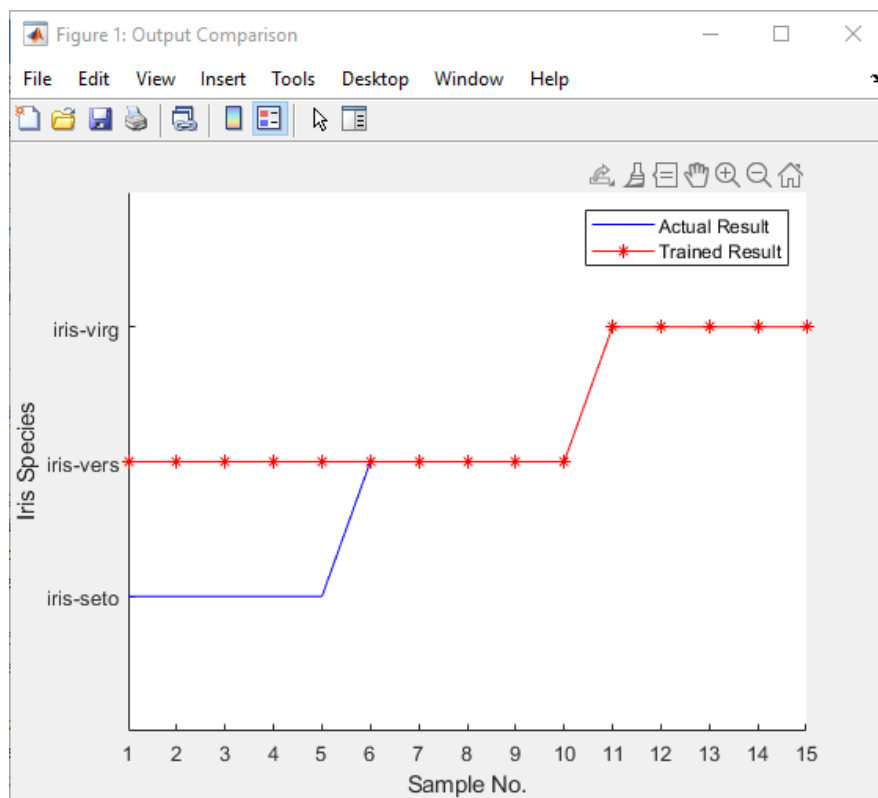 Figure 1: Output Comparison
File Edit View Insert Tools Desktop Window Help
Actual Result
Trained Result
iris-virg
iris-vers
iris-seto
Iris Species
1 2 3 4 5 6 7 8 9 10 11 12 13 14 15
Sample No.